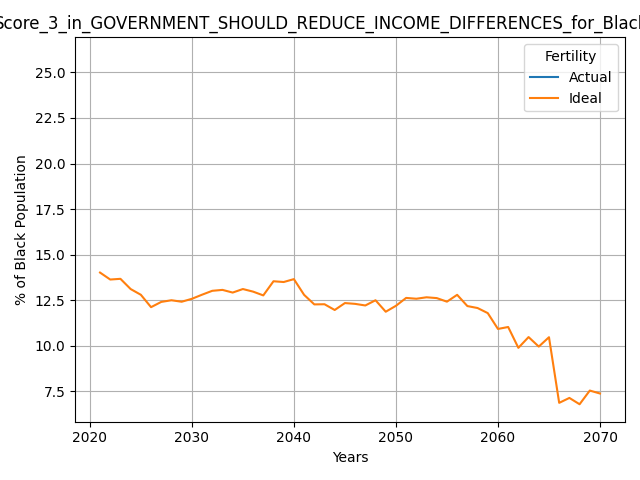 Score_3_in_GOVERNMENT_SHOULD_REDUCE_INCOME_DIFFERENCES_for_Black
Fertility
Actual
Ideal
25.0
22.5
20.0
17.5
15.0
12.5
10.0
7.5
% of Black Population
2020 2030 2040 2050 2060 2070
Years